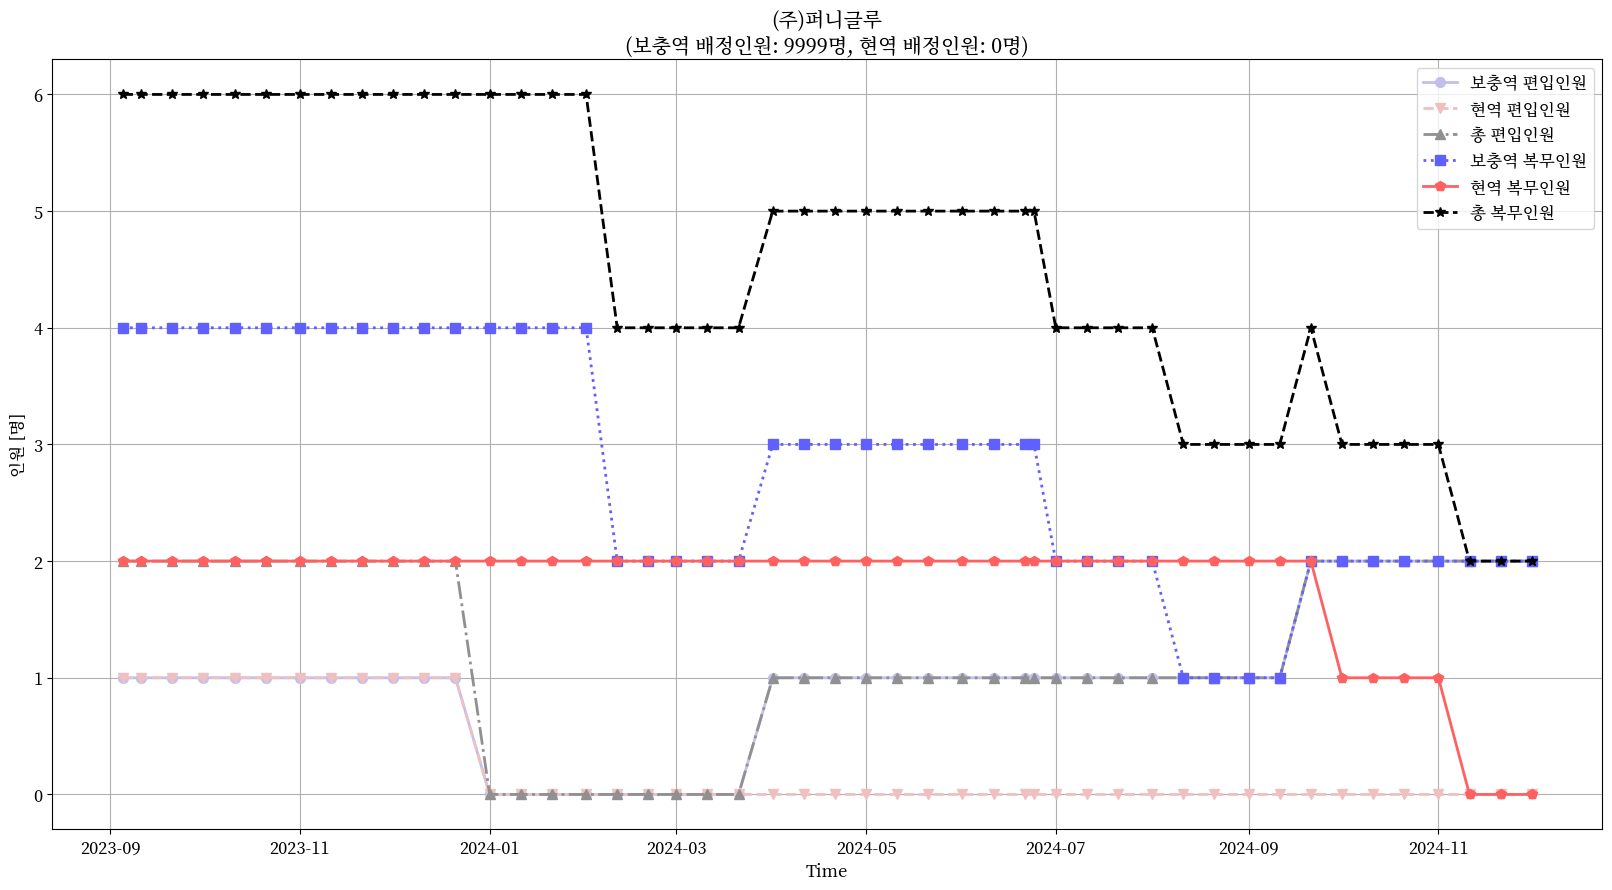 (주)퍼니글루
(보충역 배정인원: 9999명, 현역 배정인원: 0명)
보충역 편입인원
현역 편입인원
총 편입인원
보충역 복무인원
현역 복무인원
총 복무인원
인원 [명]
6
5
4
3
2
1
0
2023-09
2023-11
2024-01
2024-03
2024-05
2024-07
2024-09
2024-11
Time